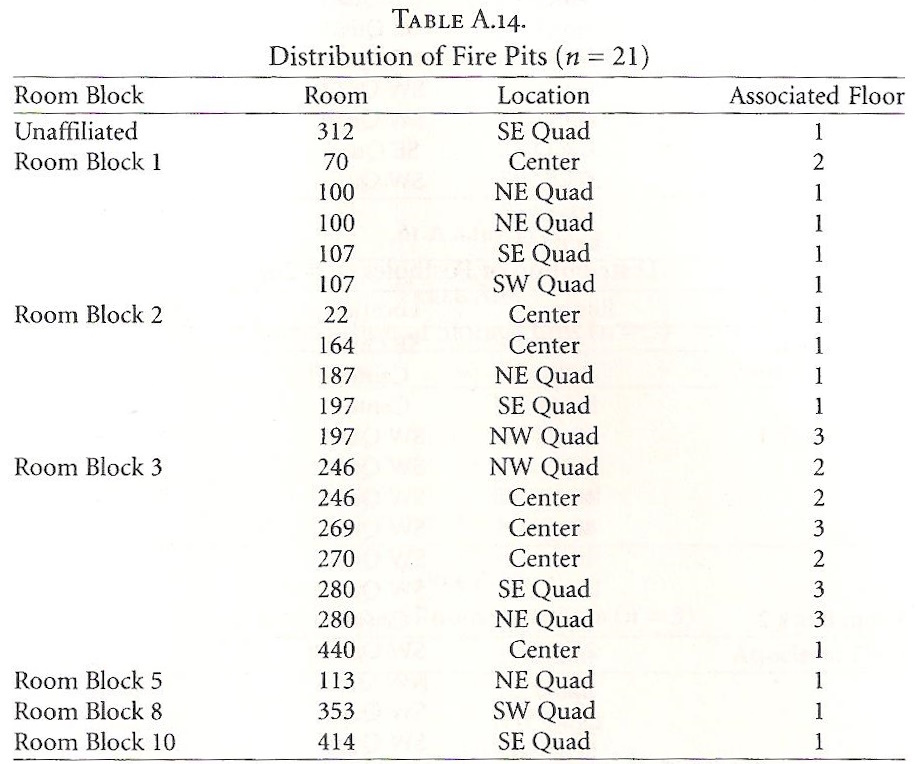 TABLE A.14.
Distribution of Fire Pits (n = 21)
Room Block Room Location Associated Floor
Unaffiliated 312 SE Quad 1
Room Block 1 70 Center 2
100 NE Quad 1
100 NE Quad 1
107 SE Quad 1
107 SW Quad 1
Room Block 2 22 Center 1
164 Center 1
187 NE Quad 1
197 SE Quad 1
197 NW Quad 3
Room Block 3 246 NW Quad 2
246 Center 2
269 Center 3
270 Center 2
280 SE Quad 3
280 NE Quad 3
440 Center 1
Room Block 5 113 NE Quad 1
Room Block 8 353 SW Quad 1
Room Block 10 414 SE Quad 1